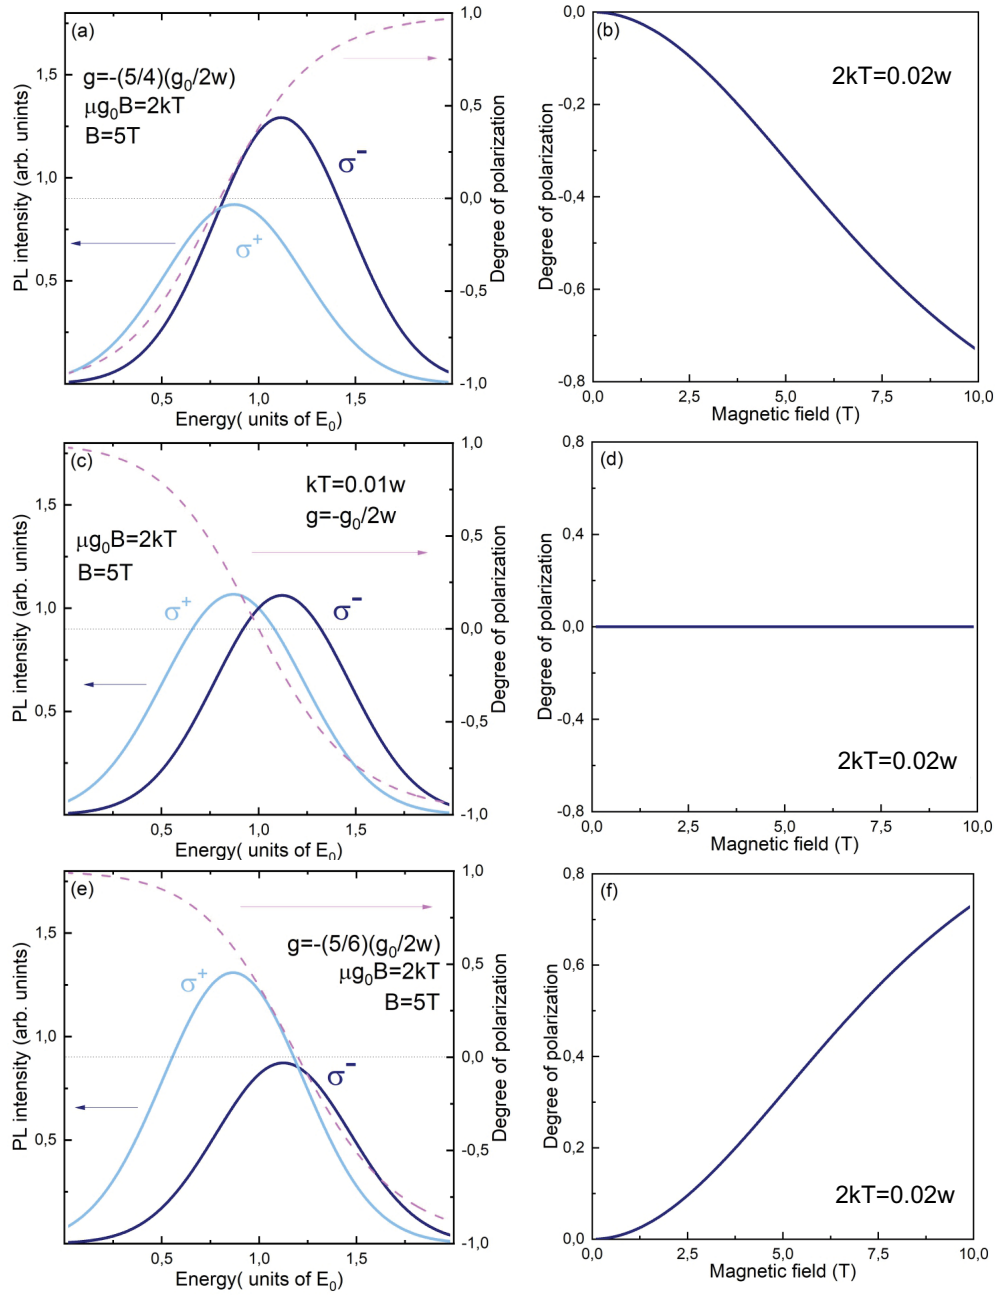 (a)
g=-(5/4)(g₀/2w)
μg₀B=2kT
B=5T
σ⁻
σ⁺
PL intensity (arb. unints)
1,5
1,0
0,5
0,5
1,0
1,5
Energy( units of E₀)
1,0
0,5
0,0
-0,5
-1,0
Degree of polarization
(b)
2kT=0.02w
Degree of polarization
0,0
-0,2
-0,4
-0,6
-0,8
0,0
2,5
5,0
7,5
10,0
Magnetic field (T)
(c)
kT=0.01w
g=-g₀/2w
μg₀B=2kT
B=5T
σ⁺
σ⁻
PL intensity (arb. unints)
1,5
1,0
0,5
0,5
1,0
1,5
Energy( units of E₀)
1,0
0,5
0,0
-0,5
-1,0
Degree of polarization
(d)
2kT=0.02w
Degree of polarization
0,8
0,4
0,0
-0,4
-0,8
0,0
2,5
5,0
7,5
10,0
Magnetic field (T)
(e)
g=-(5/6)(g₀/2w)
μg₀B=2kT
B=5T
σ⁺
σ⁻
PL intensity (arb. unints)
1,5
1,0
0,5
0,5
1,0
1,5
Energy( units of E₀)
1,0
0,5
0,0
-0,5
-1,0
Degree of polarization
(f)
2kT=0.02w
Degree of polarization
0,8
0,6
0,4
0,2
0,0
0,0
2,5
5,0
7,5
10,0
Magnetic field (T)